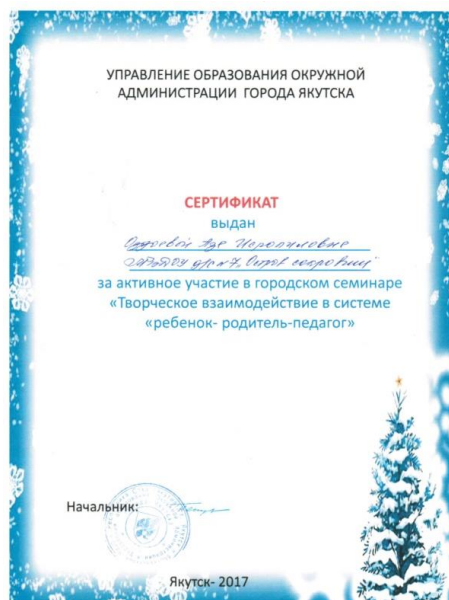 УПРАВЛЕНИЕ ОБРАЗОВАНИЯ ОКРУЖНОЙ
АДМИНИСТРАЦИИ ГОРОДА ЯКУТСКА
СЕРТИФИКАТ
выдан
за активное участие в городском семинаре
«Творческое взаимодействие в системе
«ребенок- родитель-педагог»
Начальник:
Якутск- 2017